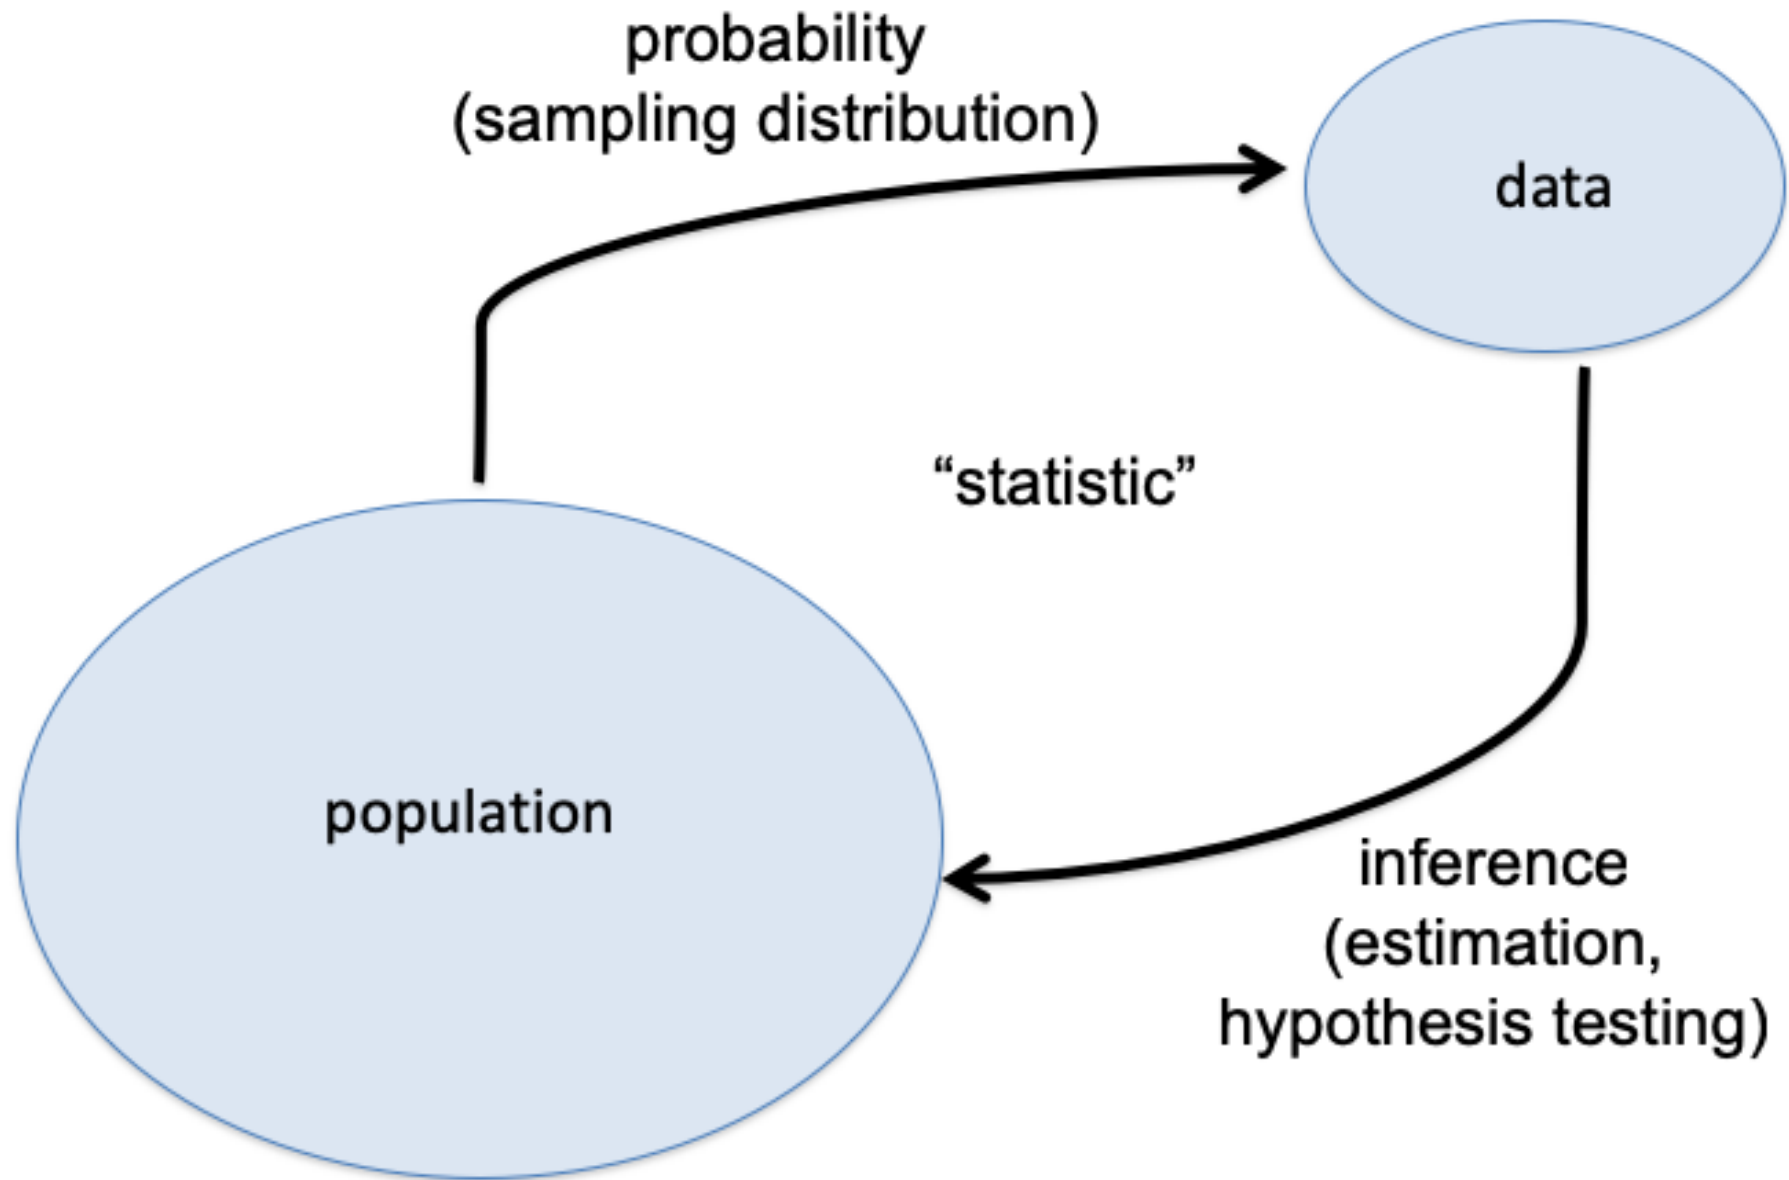 probability
(sampling distribution)
data
“statistic”
population
inference
(estimation,
hypothesis testing)